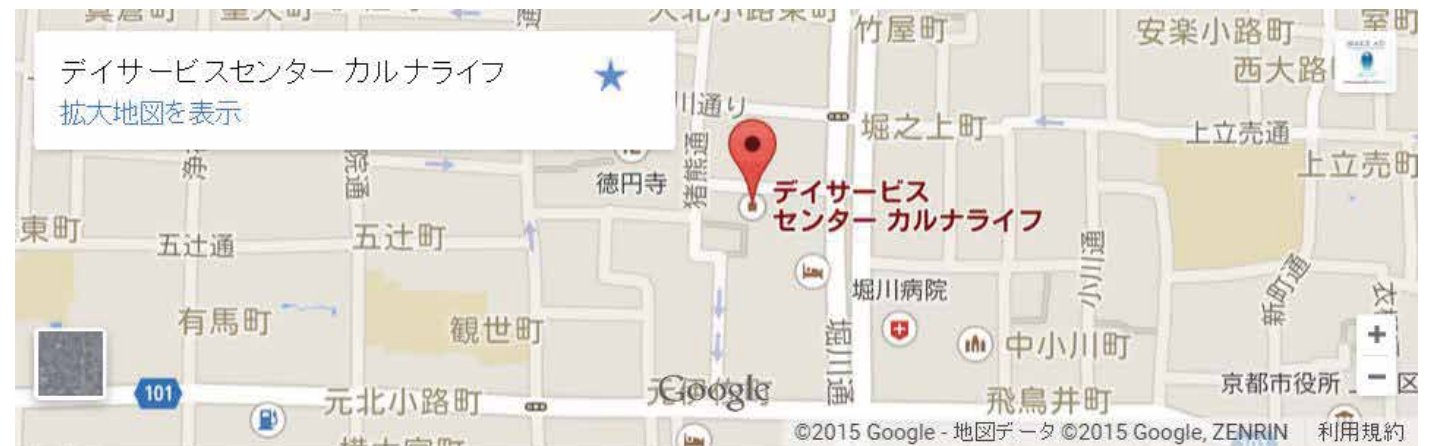 竹屋町
安楽小路町
デイサービスセンター カルナライフ
拡大地図を表示
西大路
川通り
堀之上町
上立売通
上立売町
猪熊通
徳円寺
院通
デイサービス
センター カルナライフ
東町
五辻通
五辻町
小川通
新町通
堀川病院
有馬町
観世町
堀川通
中小川町
+
−
京都市役所
区
101
元北小路町
Google
飛鳥井町
©2015 Google - 地図データ ©2015 Google, ZENRIN
利用規約